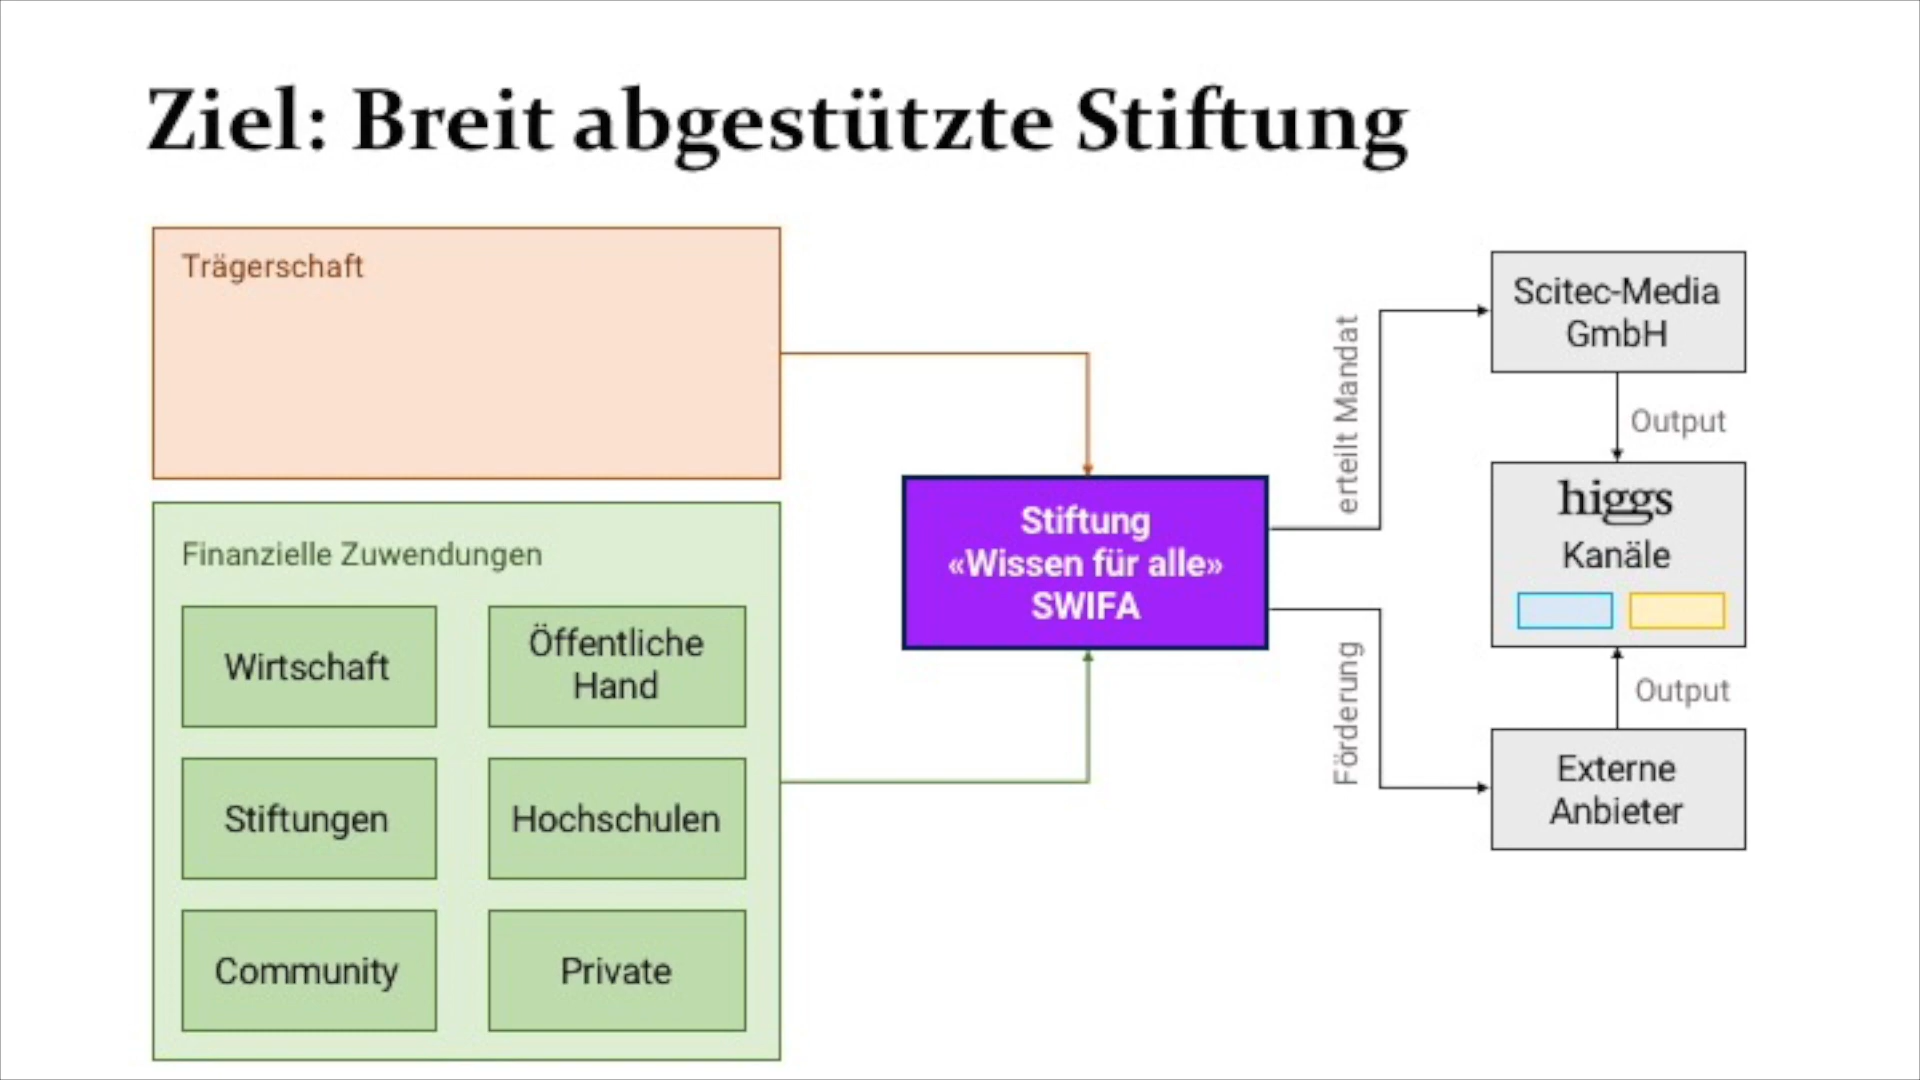 Ziel: Breit abgestützte Stiftung
Trägerschaft
Finanzielle Zuwendungen
Wirtschaft
Öffentliche
Hand
Stiftungen
Hochschulen
Community
Private
Stiftung
«Wissen für alle»
SWIFA
erteilt Mandat
Förderung
Scitec-Media
GmbH
Output
higgs
Kanäle
Output
Externe
Anbieter